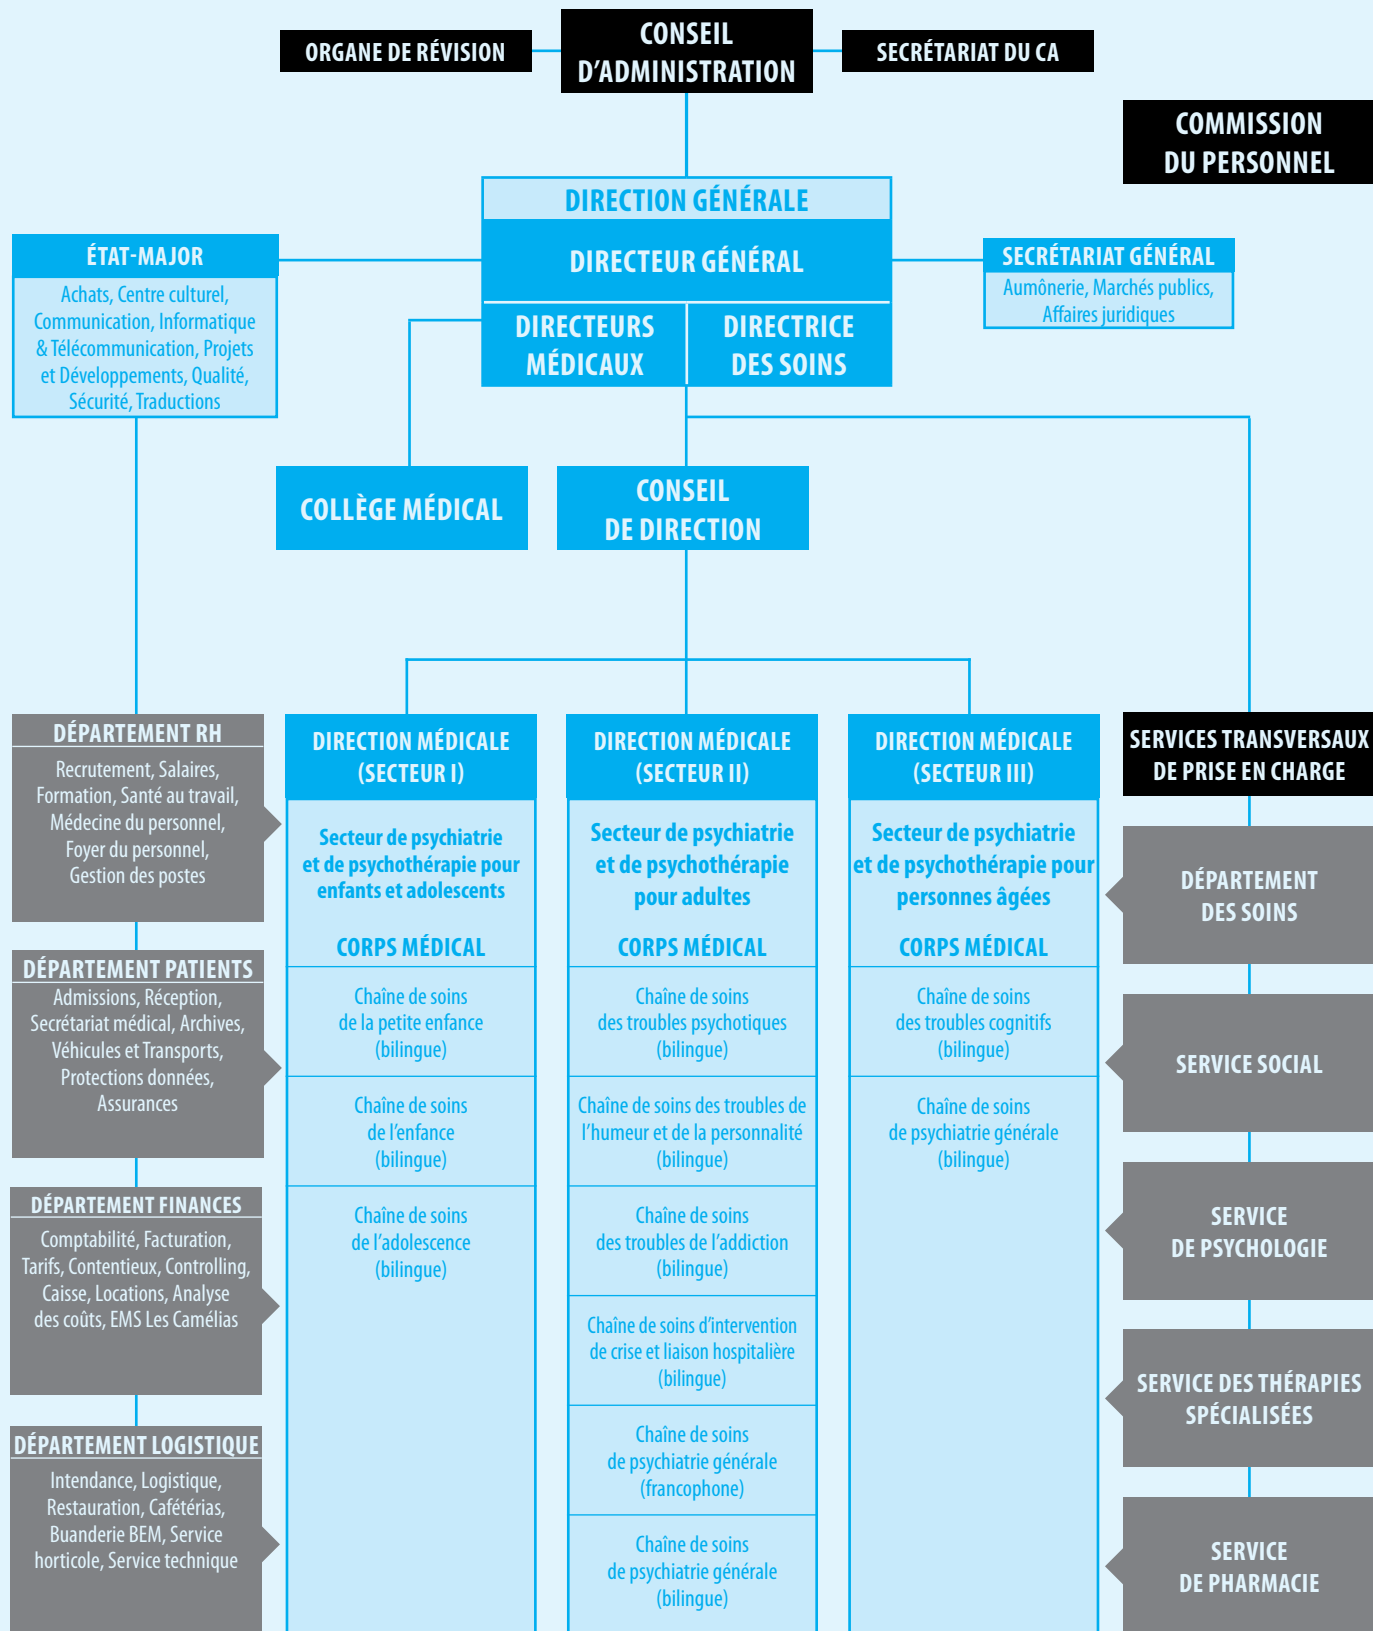 ORGANE DE RÉVISION
CONSEIL
D'ADMINISTRATION
SECRÉTARIAT DU CA
COMMISSION
DU PERSONNEL
DIRECTION GÉNÉRALE
DIRECTEUR GÉNÉRAL
DIRECTEURS
MÉDICAUX
DIRECTRICE
DES SOINS
ÉTAT-MAJOR
Achats, Centre culturel,
Communication, Informatique
& Télécommunication, Projets
et Développements, Qualité,
Sécurité, Traductions
SECRÉTARIAT GÉNÉRAL
Aumônerie, Marchés publics,
Affaires juridiques
COLLÈGE MÉDICAL
CONSEIL
DE DIRECTION
DÉPARTEMENT RH
Recrutement, Salaires,
Formation, Santé au travail,
Médecine du personnel,
Foyer du personnel,
Gestion des postes
DÉPARTEMENT PATIENTS
Admissions, Réception,
Secrétariat médical, Archives,
Véhicules et Transports,
Protections données,
Assurances
DÉPARTEMENT FINANCES
Comptabilité, Facturation,
Tarifs, Contentieux, Controlling,
Caisse, Locations, Analyse
des coûts, EMS Les Camélias
DÉPARTEMENT LOGISTIQUE
Intendance, Logistique,
Restauration, Cafétérias,
Buanderie BEM, Service
horticole, Service technique
DIRECTION MÉDICALE
(SECTEUR I)
Secteur de psychiatrie
et de psychothérapie pour
enfants et adolescents
CORPS MÉDICAL
Chaîne de soins
de la petite enfance
(bilingue)
Chaîne de soins
de l'enfance
(bilingue)
Chaîne de soins
de l'adolescence
(bilingue)
DIRECTION MÉDICALE
(SECTEUR II)
Secteur de psychiatrie
et de psychothérapie
pour adultes
CORPS MÉDICAL
Chaîne de soins
des troubles psychotiques
(bilingue)
Chaîne de soins des troubles de
l'humeur et de la personnalité
(bilingue)
Chaîne de soins
des troubles de l'addiction
(bilingue)
Chaîne de soins d'intervention
de crise et liaison hospitalière
(bilingue)
Chaîne de soins
de psychiatrie générale
(francophone)
Chaîne de soins
de psychiatrie générale
(bilingue)
DIRECTION MÉDICALE
(SECTEUR III)
Secteur de psychiatrie
et de psychothérapie pour
personnes âgées
CORPS MÉDICAL
Chaîne de soins
des troubles cognitifs
(bilingue)
Chaîne de soins
de psychiatrie générale
(bilingue)
SERVICES TRANSVERSAUX
DE PRISE EN CHARGE
DÉPARTEMENT
DES SOINS
SERVICE SOCIAL
SERVICE
DE PSYCHOLOGIE
SERVICE DES THÉRAPIES
SPÉCIALISÉES
SERVICE
DE PHARMACIE